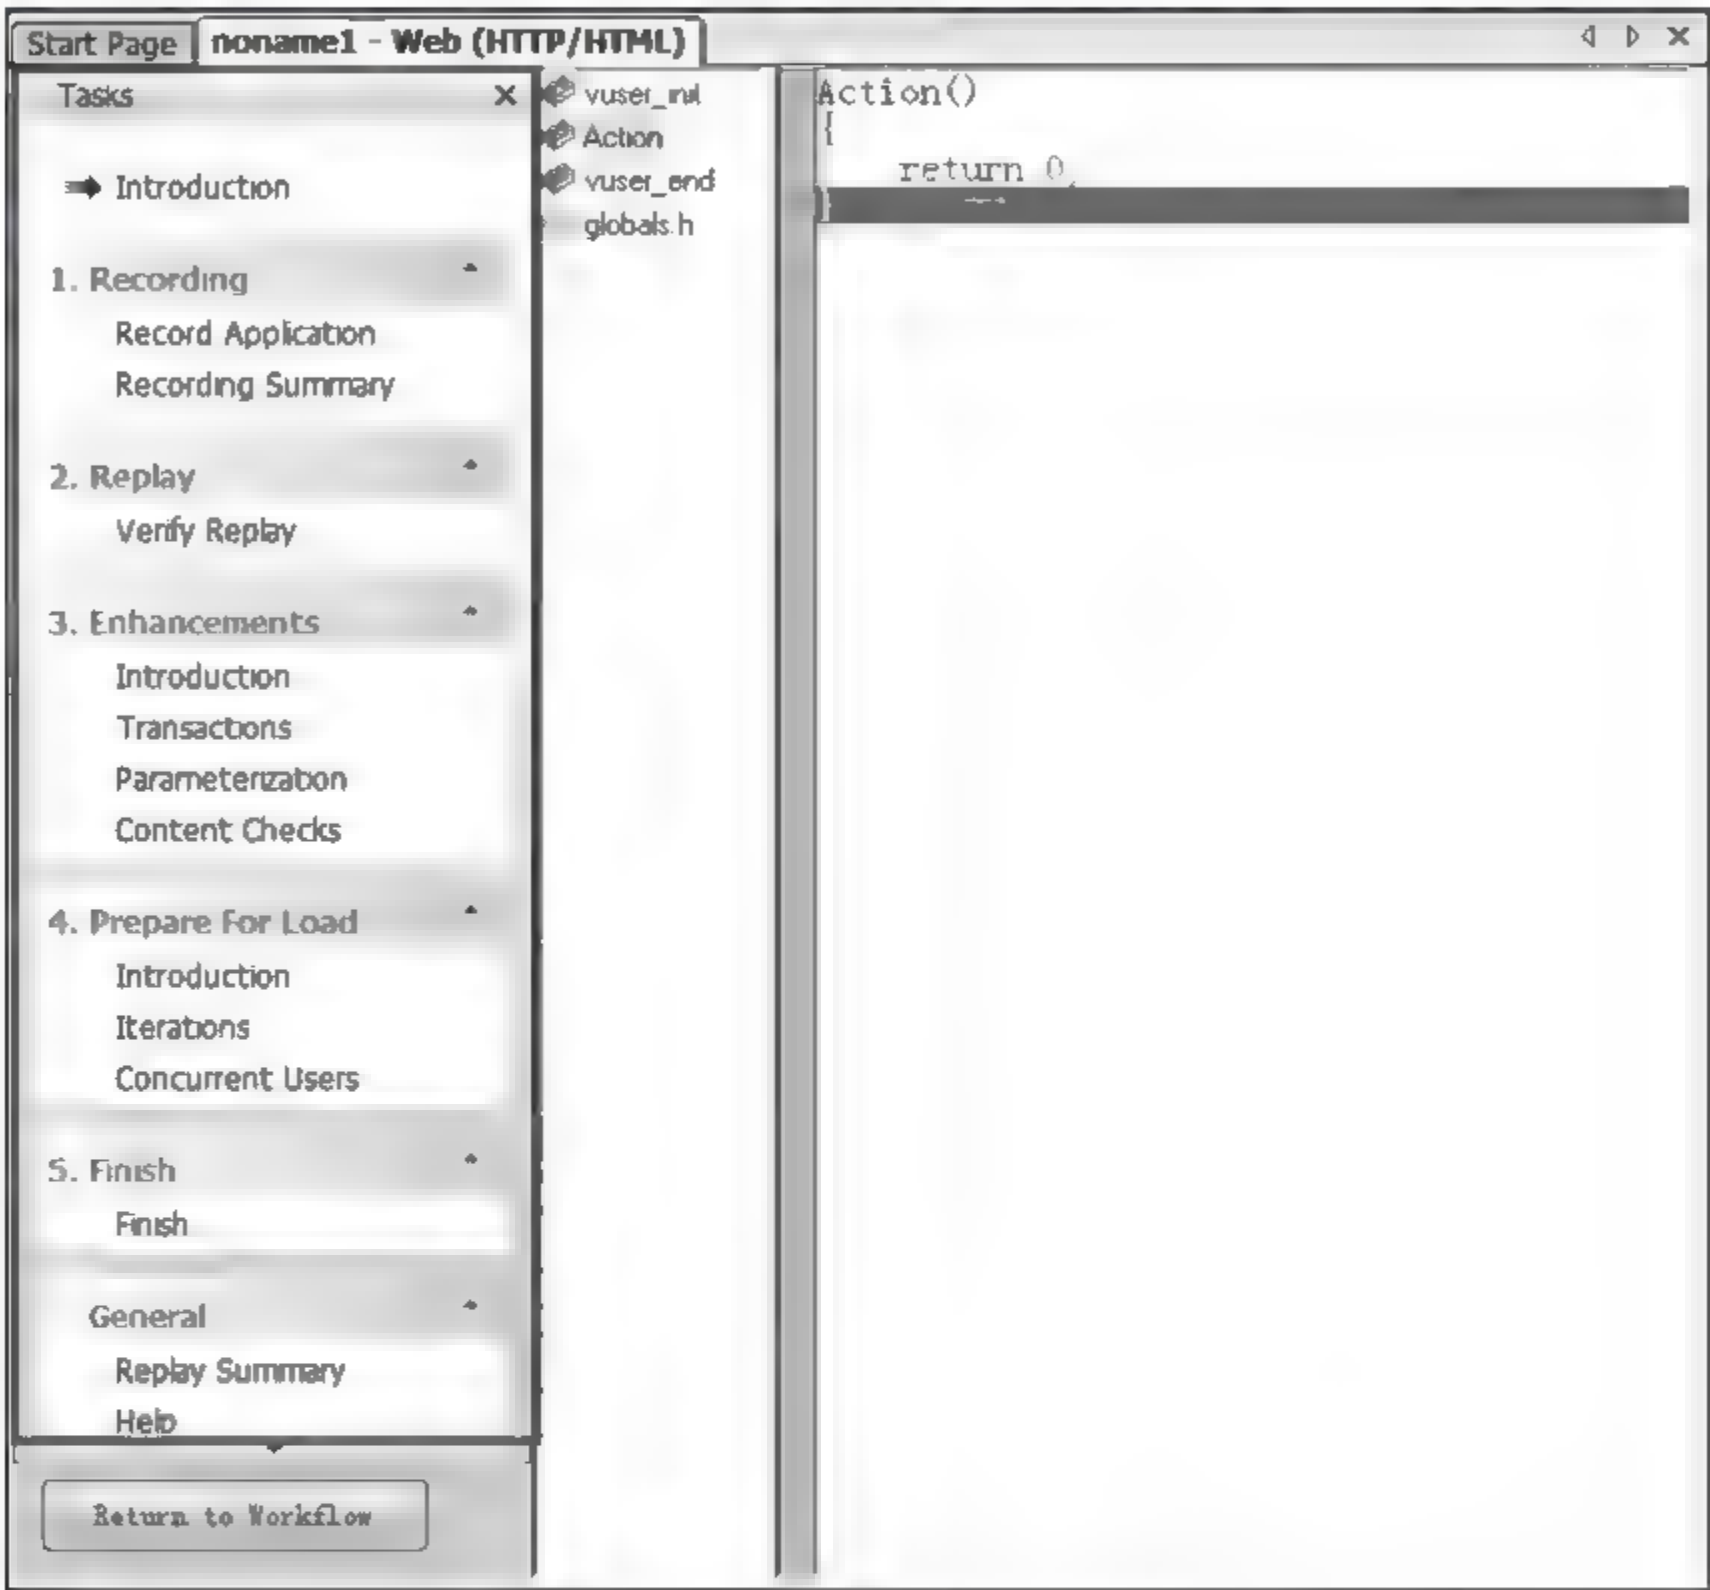 Start Page
noname1 - Web (HTTP/HTML)
Tasks
Introduction
1. Recording
Record Application
Recording Summary
2. Replay
Verify Replay
3. Enhancements
Introduction
Transactions
Parameterization
Content Checks
4. Prepare For Load
Introduction
Iterations
Concurrent Users
5. Finish
Finish
General
Replay Summary
Help
Return to Workflow
vuser_init
Action
vuser_end
globals.h
Action()
{
return 0;
}